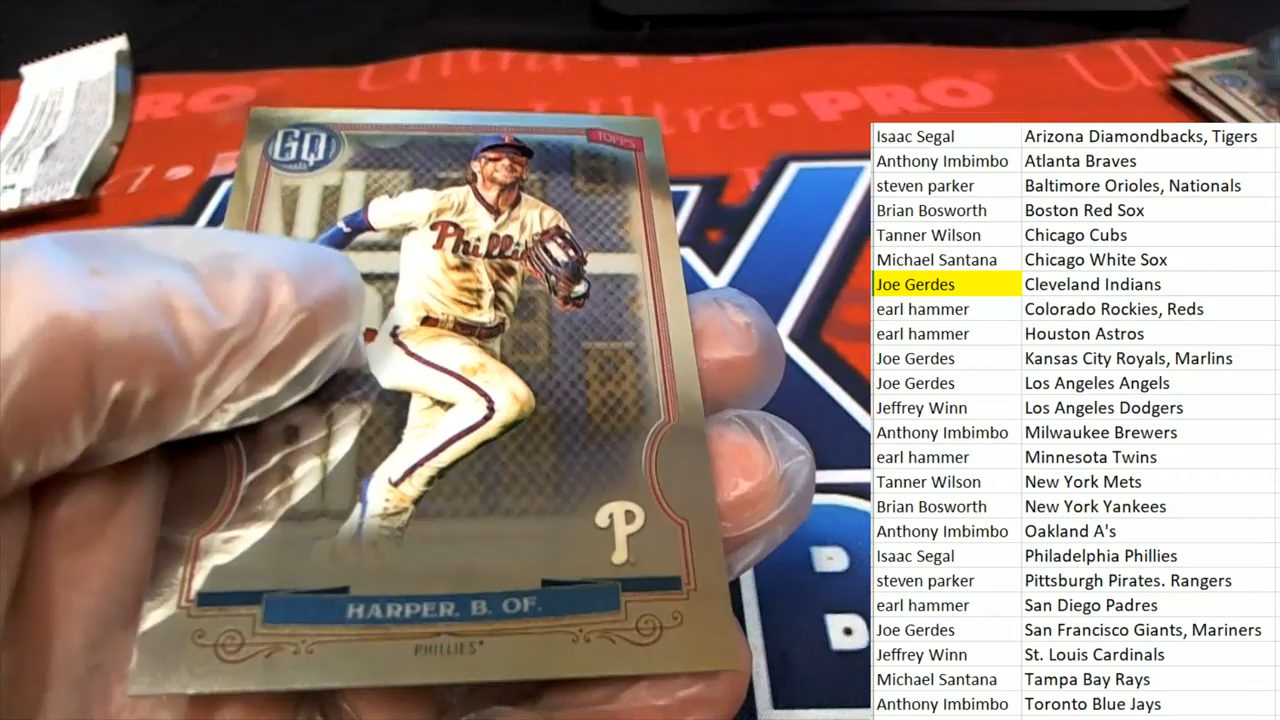 Ultra•PRO
Ultra•PRO
Ul
GQ
TOPPS
Phillies
P
HARPER, B. OF.
PHILLIES
Isaac Segal Arizona Diamondbacks, Tigers
Anthony Imbimbo Atlanta Braves
steven parker Baltimore Orioles, Nationals
Brian Bosworth Boston Red Sox
Tanner Wilson Chicago Cubs
Michael Santana Chicago White Sox
Joe Gerdes Cleveland Indians
earl hammer Colorado Rockies, Reds
earl hammer Houston Astros
Joe Gerdes Kansas City Royals, Marlins
Joe Gerdes Los Angeles Angels
Jeffrey Winn Los Angeles Dodgers
Anthony Imbimbo Milwaukee Brewers
earl hammer Minnesota Twins
Tanner Wilson New York Mets
Brian Bosworth New York Yankees
Anthony Imbimbo Oakland A's
Isaac Segal Philadelphia Phillies
steven parker Pittsburgh Pirates. Rangers
earl hammer San Diego Padres
Joe Gerdes San Francisco Giants, Mariners
Jeffrey Winn St. Louis Cardinals
Michael Santana Tampa Bay Rays
Anthony Imbimbo Toronto Blue Jays